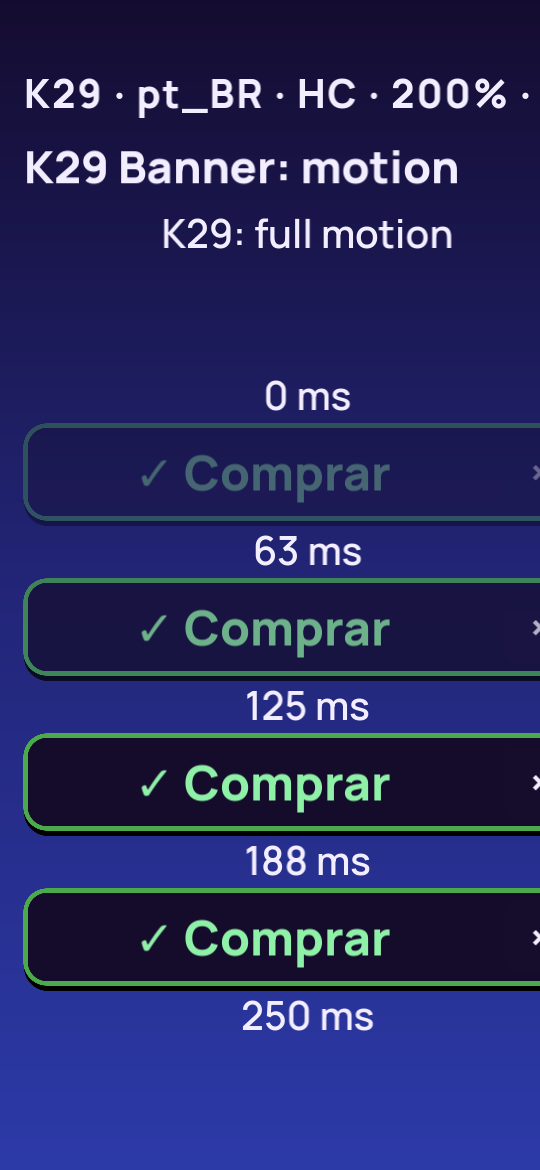 K29 · pt_BR · HC · 200% ·
K29 Banner: motion
K29: full motion
0 ms
✓ Comprar
63 ms
✓ Comprar
125 ms
✓ Comprar
188 ms
✓ Comprar
250 ms